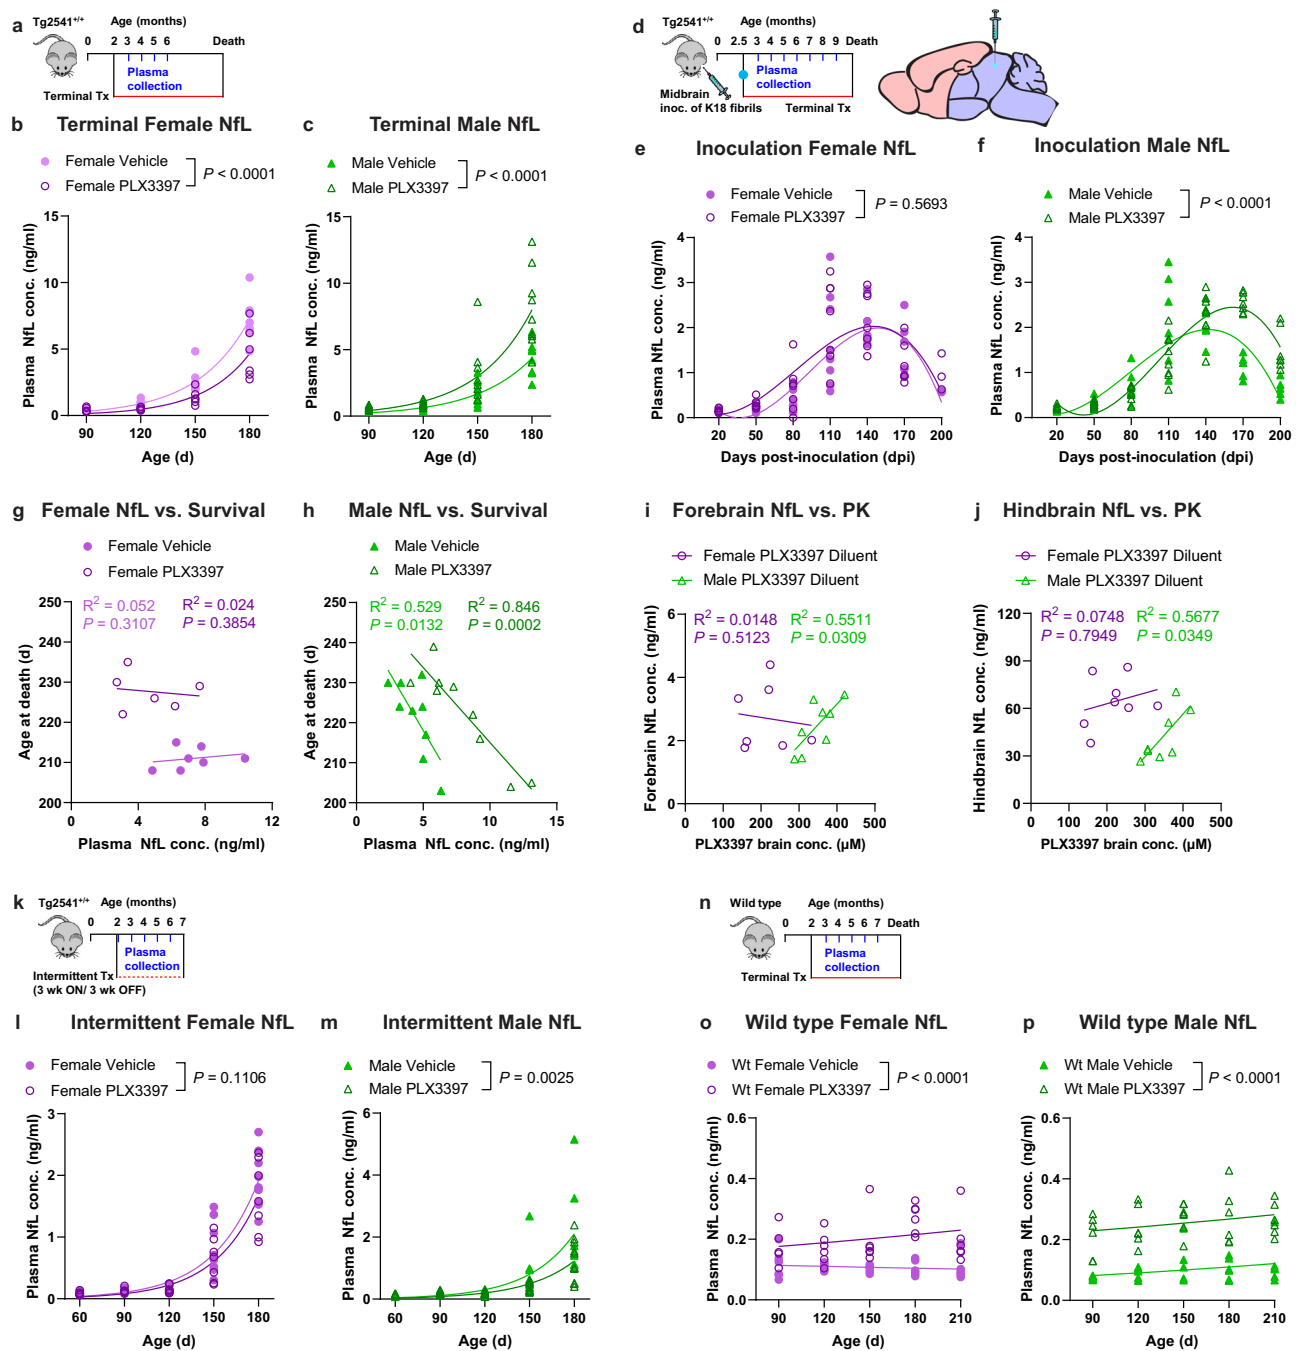 a
Tg2541+/+
Age (months)
0 2 3 4 5 6 Death
Plasma
collection
Terminal Tx
d
Tg2541+/+
Age (months)
0 2.5 3 4 5 6 7 8 9 Death
Plasma
collection
Midbrain
inoc. of K18 fibrils
Terminal Tx
b Terminal Female NfL
Female Vehicle
Female PLX3397
P < 0.0001
Plasma NfL conc. (ng/ml)
15
10
5
0
90 120 150 180
Age (d)
c Terminal Male NfL
Male Vehicle
Male PLX3397
P < 0.0001
Plasma NfL conc. (ng/ml)
15
10
5
0
90 120 150 180
Age (d)
e Inoculation Female NfL
Female Vehicle
Female PLX3397
P = 0.5693
Plasma NfL conc. (ng/ml)
4
3
2
1
0
20 50 80 110 140 170 200
Days post-inoculation (dpi)
f Inoculation Male NfL
Male Vehicle
Male PLX3397
P < 0.0001
Plasma NfL conc. (ng/ml)
4
3
2
1
0
20 50 80 110 140 170 200
Days post-inoculation (dpi)
g Female NfL vs. Survival
Female Vehicle
Female PLX3397
R2 = 0.052
P = 0.3107
R2 = 0.024
P = 0.3854
Age at death (d)
250
240
230
220
210
200
0 4 8 12
Plasma NfL conc. (ng/ml)
h Male NfL vs. Survival
Male Vehicle
Male PLX3397
R2 = 0.529
P = 0.0132
R2 = 0.846
P = 0.0002
Age at death (d)
250
240
230
220
210
200
0 5 10 15
Plasma NfL conc. (ng/ml)
i Forebrain NfL vs. PK
Female PLX3397 Diluent
Male PLX3397 Diluent
R2 = 0.0148
P = 0.5123
R2 = 0.5511
P = 0.0309
Forebrain NfL conc. (ng/ml)
6
4
2
0
0 100 200 300 400 500
PLX3397 brain conc. (µM)
j Hindbrain NfL vs. PK
Female PLX3397 Diluent
Male PLX3397 Diluent
R2 = 0.0748
P = 0.7949
R2 = 0.5677
P = 0.0349
Hindbrain NfL conc. (ng/ml)
120
90
60
30
0
0 100 200 300 400 500
PLX3397 brain conc. (µM)
k
Tg2541+/+
Age (months)
0 2 3 4 5 6 7
Plasma
collection
Intermittent Tx
(3 wk ON/ 3 wk OFF)
n
Wild type
Age (months)
0 2 3 4 5 6 7 Death
Plasma
collection
Terminal Tx
l Intermittent Female NfL
Female Vehicle
Female PLX3397
P = 0.1106
Plasma NfL conc. (ng/ml)
3
2
1
0
60 90 120 150 180
Age (d)
m Intermittent Male NfL
Male Vehicle
Male PLX3397
P = 0.0025
Plasma NfL conc. (ng/ml)
6
4
2
0
60 90 120 150 180
Age (d)
o Wild type Female NfL
Wt Female Vehicle
Wt Female PLX3397
P < 0.0001
Plasma NfL conc. (ng/ml)
0.6
0.4
0.2
0.0
90 120 150 180 210
Age (d)
p Wild type Male NfL
Wt Male Vehicle
Wt Male PLX3397
P < 0.0001
Plasma NfL conc. (ng/ml)
0.6
0.4
0.2
0.0
90 120 150 180 210
Age (d)